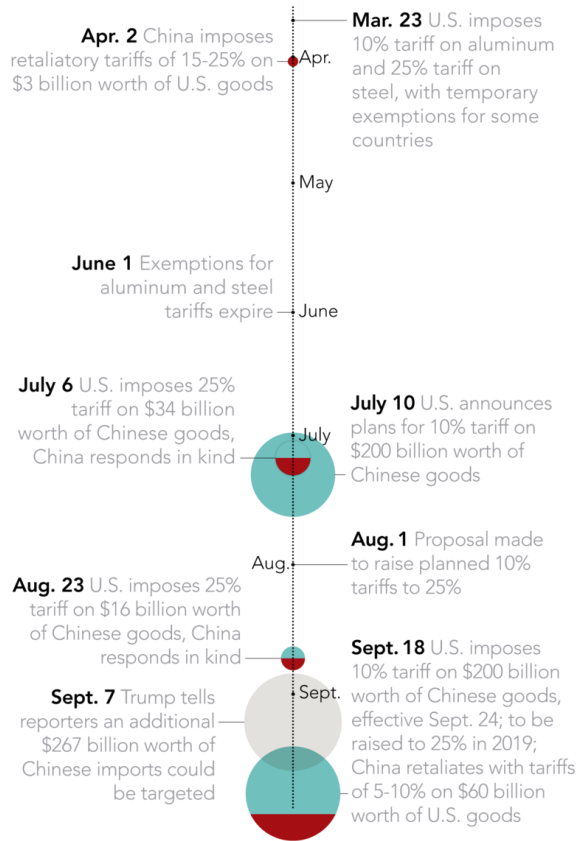 Mar. 23 U.S. imposes
10% tariff on aluminum
and 25% tariff on
steel, with temporary
exemptions for some
countries
Apr. 2 China imposes
retaliatory tariffs of 15-25% on
$3 billion worth of U.S. goods
Apr.
May
June 1 Exemptions for
aluminum and steel
tariffs expire
June
July 6 U.S. imposes 25%
tariff on $34 billion
worth of Chinese goods,
China responds in kind
July
July 10 U.S. announces
plans for 10% tariff on
$200 billion worth of
Chinese goods
Aug.
Aug. 1 Proposal made
to raise planned 10%
tariffs to 25%
Aug. 23 U.S. imposes 25%
tariff on $16 billion worth
of Chinese goods, China
responds in kind
Sept. 7 Trump tells
reporters an additional
$267 billion worth of
Chinese imports could
be targeted
Sept.
Sept. 18 U.S. imposes
10% tariff on $200 billion
worth of Chinese goods,
effective Sept. 24; to be
raised to 25% in 2019;
China retaliates with tariffs
of 5-10% on $60 billion
worth of U.S. goods